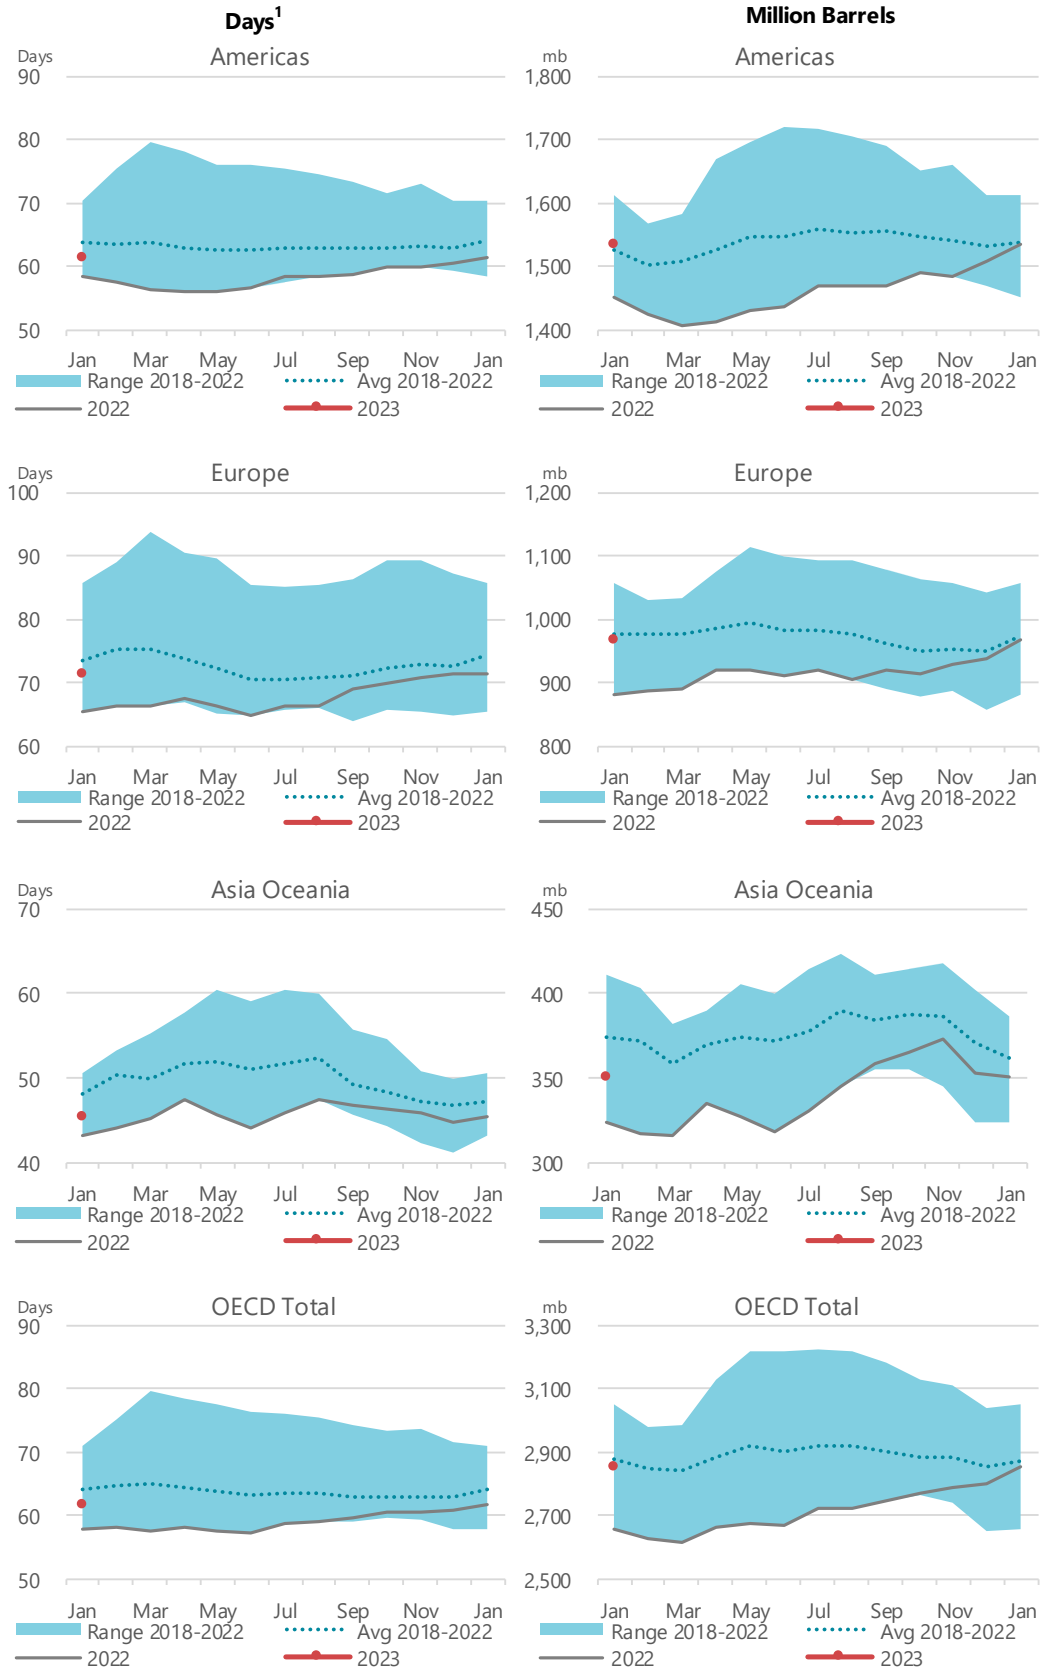 Days¹ Million Barrels
Days Americas mb Americas
90 1,800
80 1,700
70 1,600
60 1,500
50 1,400
Jan Mar May Jul Sep Nov Jan Jan Mar May Jul Sep Nov Jan
Range 2018-2022 Avg 2018-2022 Range 2018-2022 Avg 2018-2022
2022 2023 2022 2023
Days Europe mb Europe
100 1,200
90 1,100
80 1,000
70 900
60 800
Jan Mar May Jul Sep Nov Jan Jan Mar May Jul Sep Nov Jan
Range 2018-2022 Avg 2018-2022 Range 2018-2022 Avg 2018-2022
2022 2023 2022 2023
Days Asia Oceania mb Asia Oceania
70 450
60 400
50 350
40 300
Jan Mar May Jul Sep Nov Jan Jan Mar May Jul Sep Nov Jan
Range 2018-2022 Avg 2018-2022 Range 2018-2022 Avg 2018-2022
2022 2023 2022 2023
Days OECD Total mb OECD Total
90 3,300
80 3,100
70 2,900
60 2,700
50 2,500
Jan Mar May Jul Sep Nov Jan Jan Mar May Jul Sep Nov Jan
Range 2018-2022 Avg 2018-2022 Range 2018-2022 Avg 2018-2022
2022 2023 2022 2023